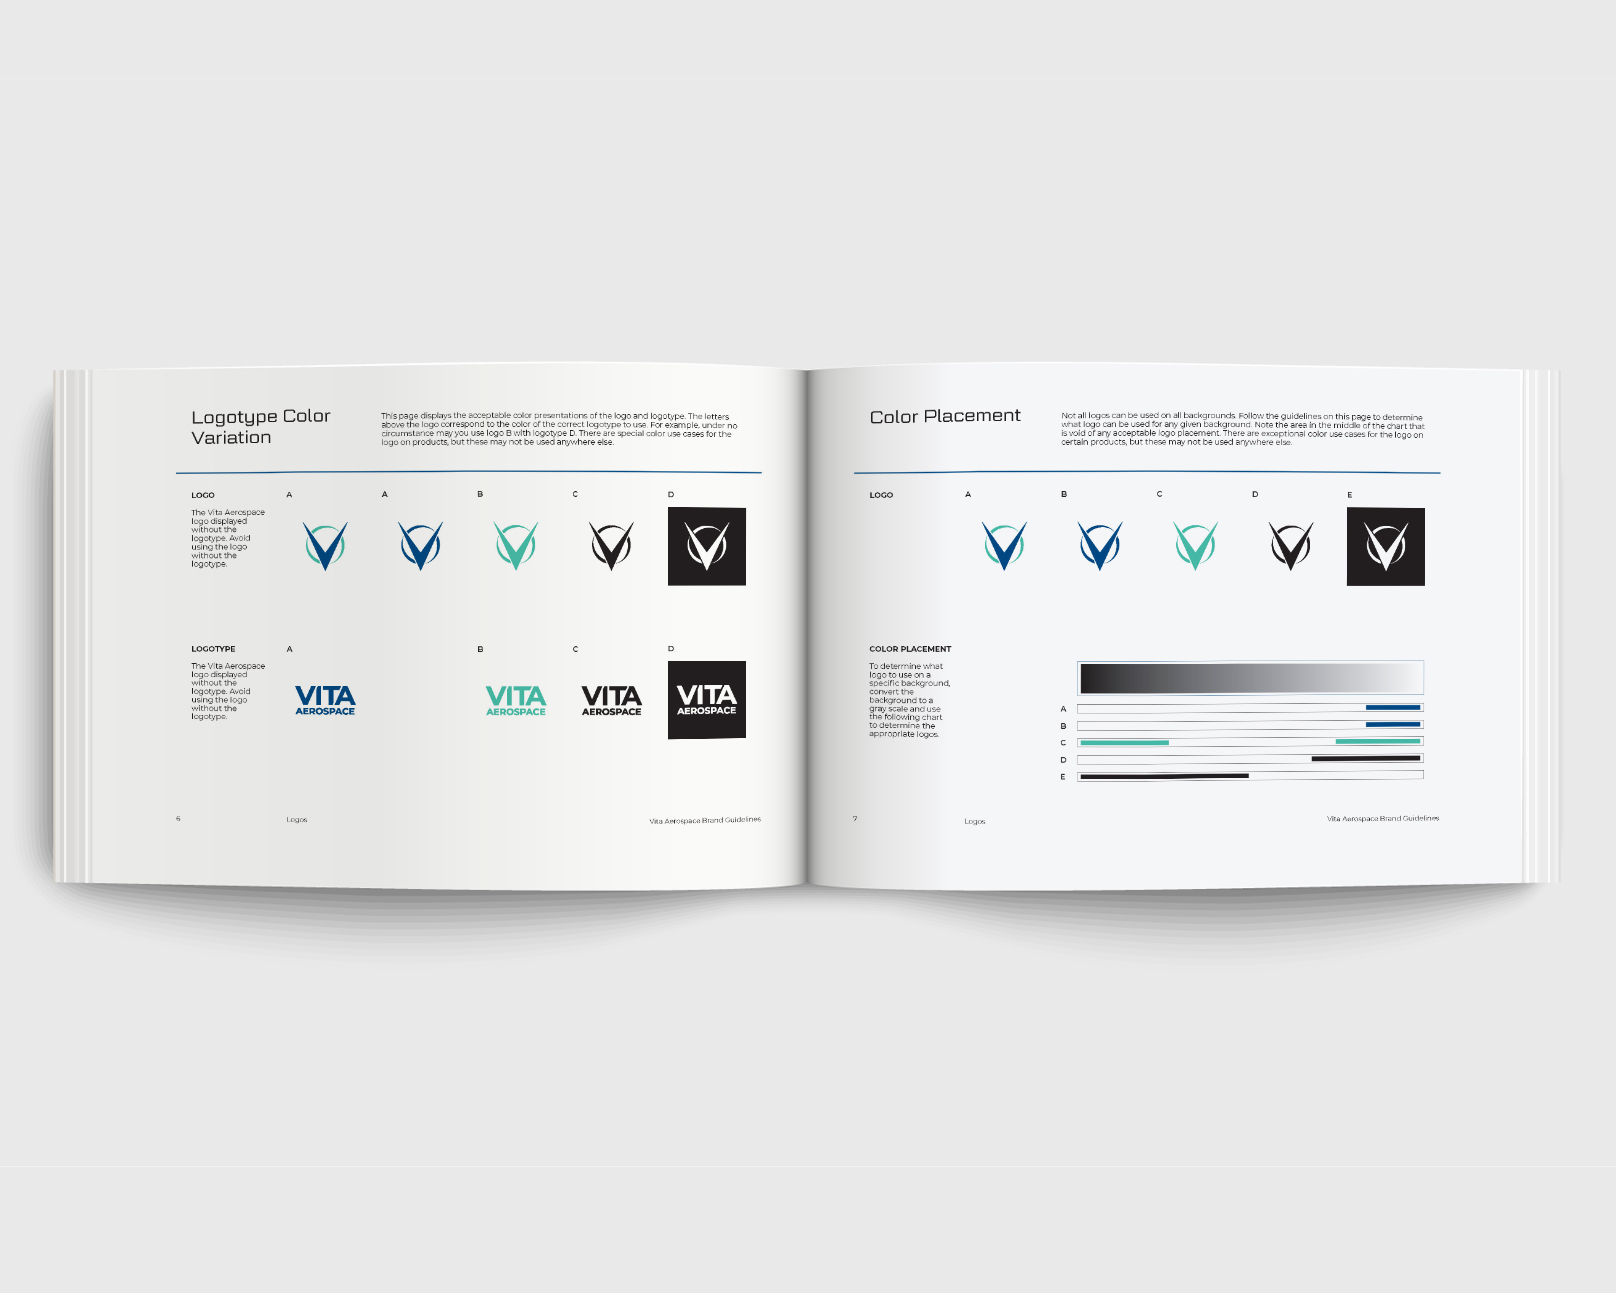 Logotype Color
Variation
This page displays the acceptable color presentations of the logo and logotype. The letters
above the logo correspond to the color of the correct logotype to use. For example, under no
circumstance may you use logo B with logotype D. There are special color use cases for the
logo on products, but these may not be used anywhere else.
LOGO
A
A
B
C
D
The Vita Aerospace
logo displayed
without the
logotype. Avoid
using the logo
without the
logotype.
LOGOTYPE
A
B
C
D
The Vita Aerospace
logo displayed
without the
logotype. Avoid
using the logo
without the
logotype.
VITA
AEROSPACE
VITA
AEROSPACE
VITA
AEROSPACE
VITA
AEROSPACE
6
Logos
Vita Aerospace Brand Guidelines
Color Placement
Not all logos can be used on all backgrounds. Follow the guidelines on this page to determine
what logo can be used for any given background. Note the area in the middle of the chart that
is void of any acceptable logo placement. There are exceptional color use cases for the logo on
certain products, but these may not be used anywhere else.
LOGO
A
B
C
D
E
COLOR PLACEMENT
To determine what
logo to use on a
specific background,
convert the
background to a
gray scale and use
the following chart
to determine the
appropriate logos.
A
B
C
D
E
7
Logos
Vita Aerospace Brand Guidelines